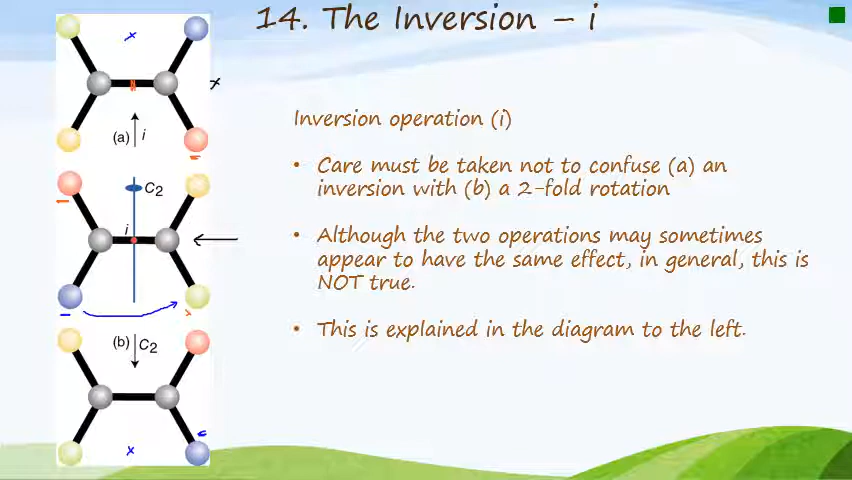 14. The Inversion – i
(a) i
C2
i
(b) C2
Inversion operation (i)
• Care must be taken not to confuse (a) an
inversion with (b) a 2-fold rotation
• Although the two operations may sometimes
appear to have the same effect, in general, this is
NOT true.
• This is explained in the diagram to the left.